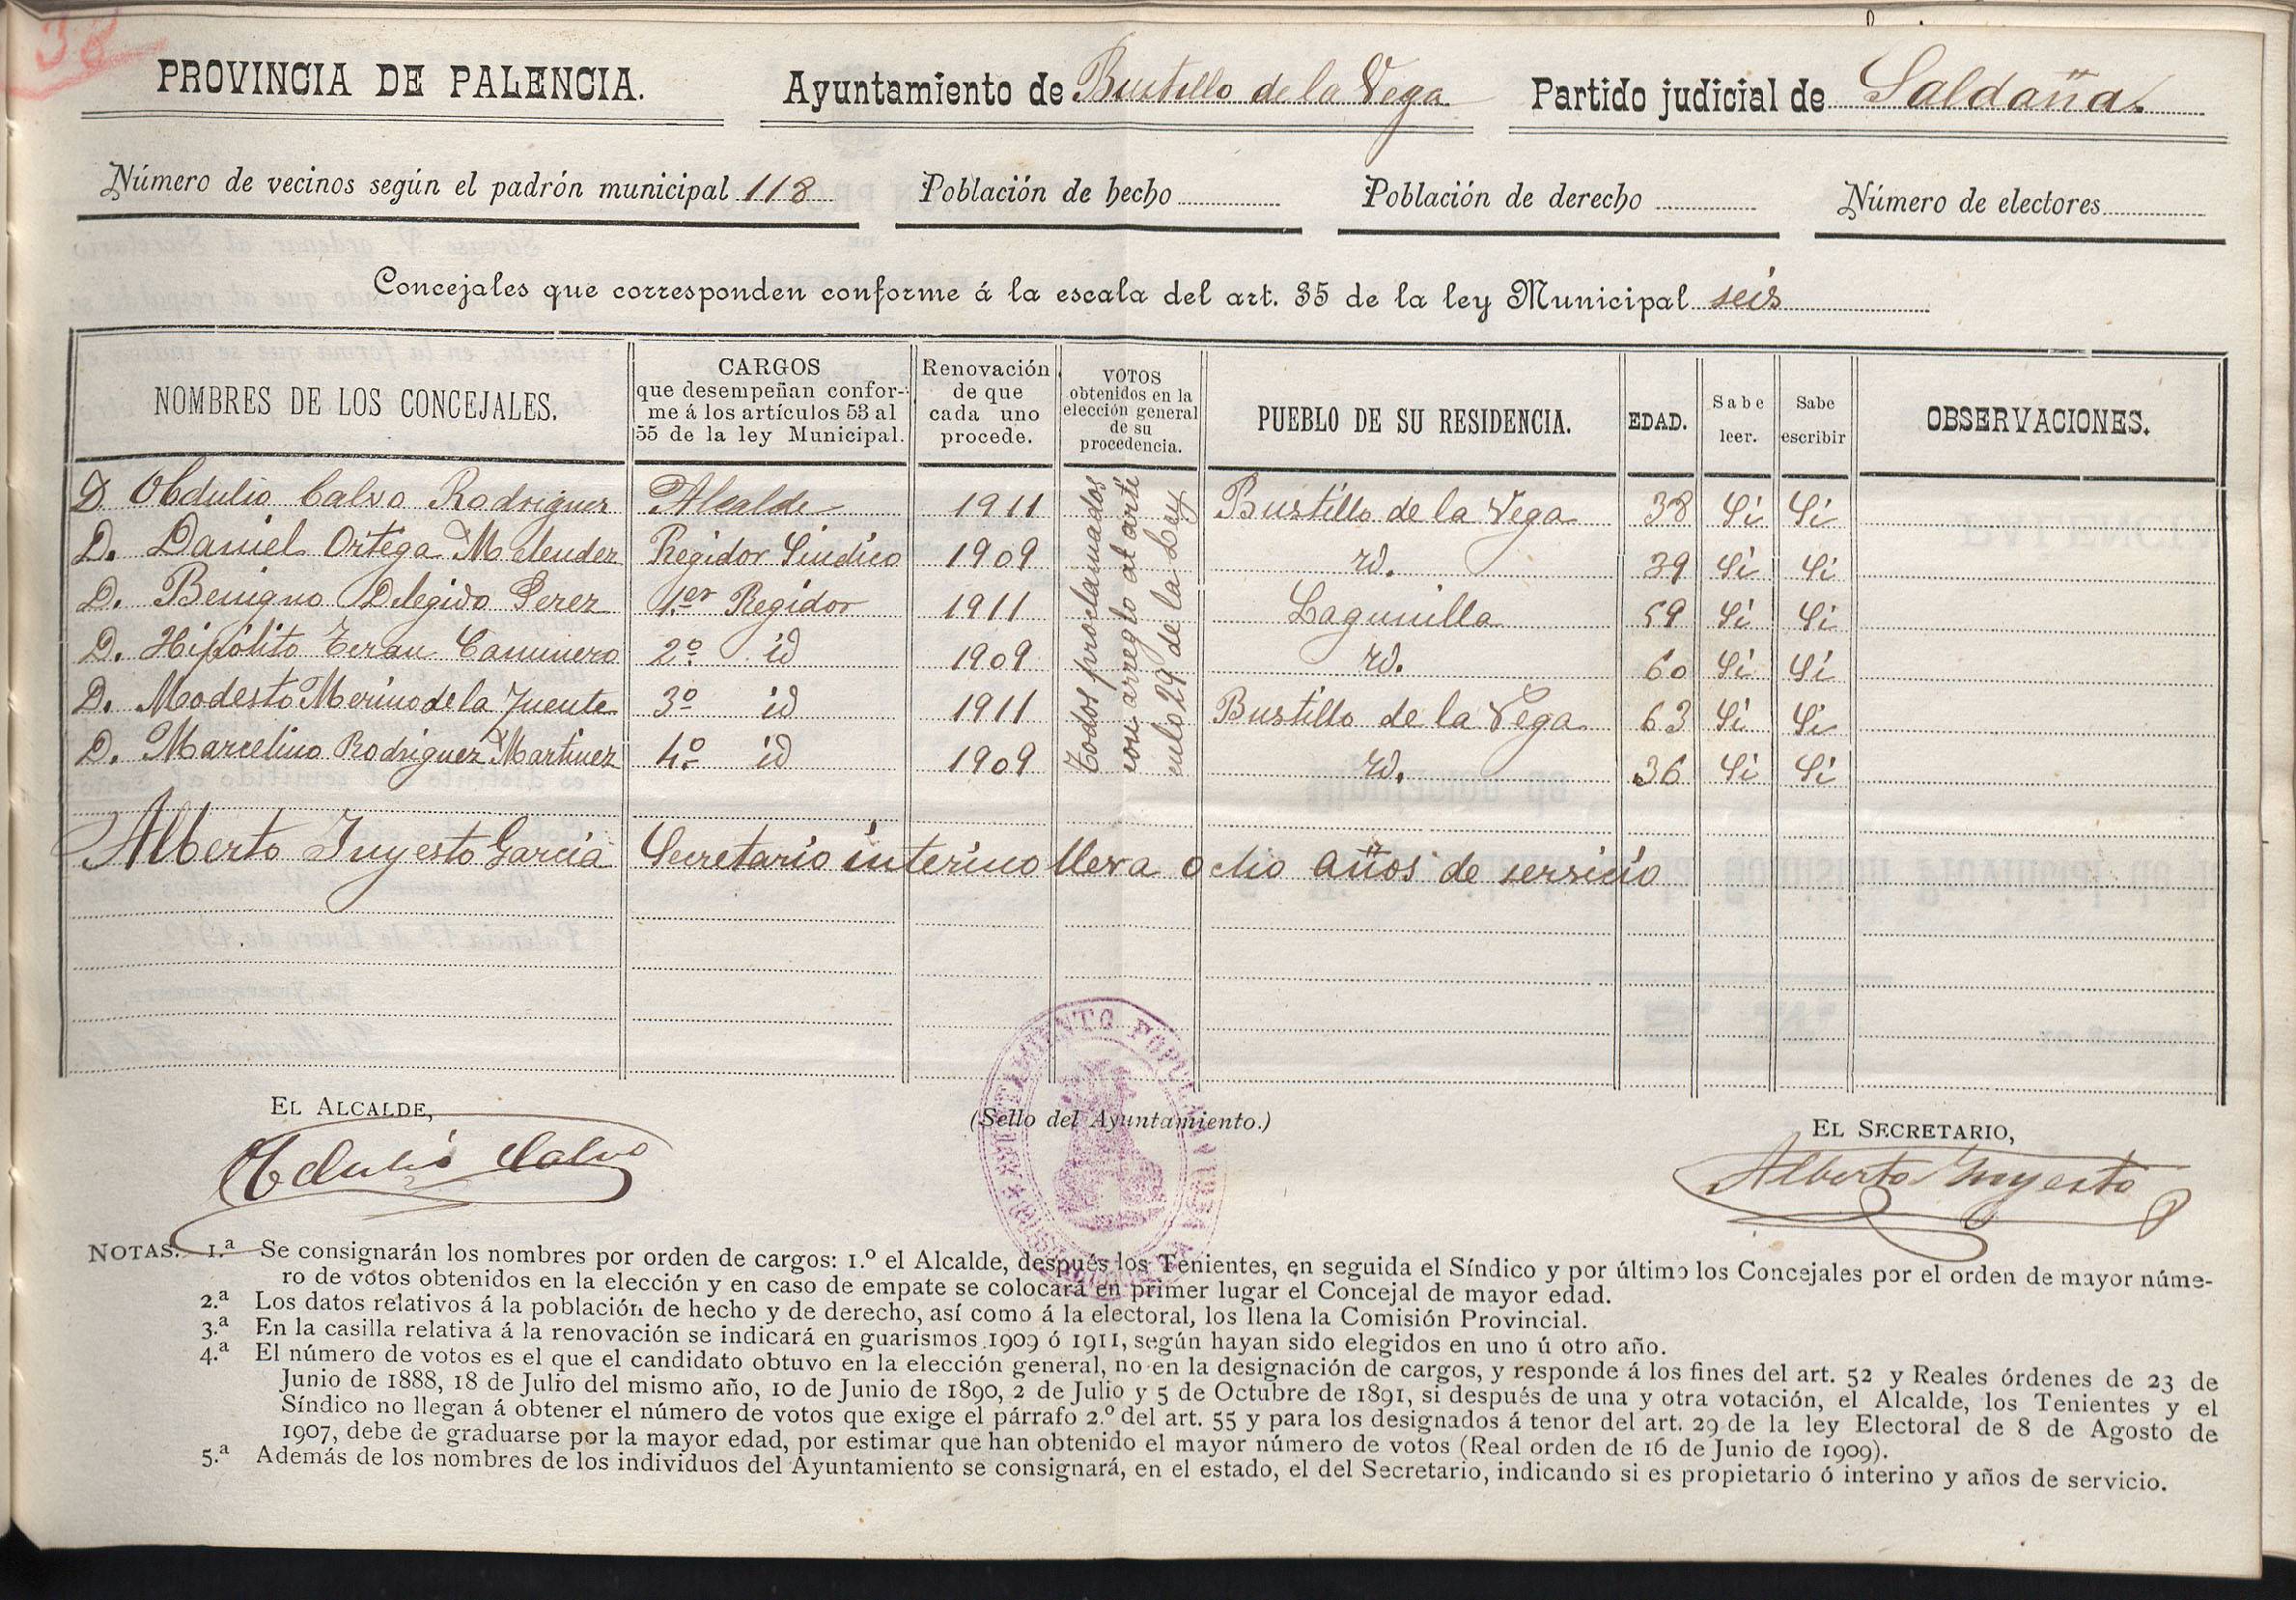 38
PROVINCIA DE PALENCIA. Ayuntamiento de Bustillo de la Vega Partido judicial de Saldaña.
Número de vecinos según el padrón municipal 118 Población de hecho Población de derecho Número de electores
Concejales que corresponden conforme á la escala del art. 35 de la ley Municipal seis
NOMBRES DE LOS CONCEJALES.
CARGOS
que desempeñan confor-
me á los artículos 53 al
55 de la ley Municipal.
Renovación
de que
cada uno
procede.
VOTOS
obtenidos en la
elección general
de su
procedencia.
PUEBLO DE SU RESIDENCIA.
EDAD.
Sabe
leer.
Sabe
escribir
OBSERVACIONES.
D. Obdulio Calvo Rodriguez Alcalde 1911 Bustillo de la Vega 38 Si Si
D. Daniel Ortega Melendez Regidor Sindico 1909 id. 39 Si Si
D. Benigno Delegido Perez 1er Regidor 1911 Lagunilla 59 Si Si
D. Hipólito Teran Caminero 2º id 1909 id. 60 Si Si
D. Modesto Merino de la Fuente 3º id 1911 Bustillo de la Vega 63 Si Si
D. Marcelino Rodriguez Martinez 4º id 1909 id. 36 Si Si
Todos proclamados
con arreglo al arti
culo 29 de la Ley
Alberto Inyesto Garcia Secretario interino lleva ocho años de servicio
EL ALCALDE,
Obdulio Calvo
(Sello del Ayuntamiento.)
AYUNTAMIENTO POPULAR
EL SECRETARIO,
Alberto Inyesto
NOTAS. 1.ª Se consignarán los nombres por orden de cargos: 1.º el Alcalde, después los Tenientes, en seguida el Síndico y por último los Concejales por el orden de mayor núme-
ro de votos obtenidos en la elección y en caso de empate se colocará en primer lugar el Concejal de mayor edad.
2.ª Los datos relativos á la población de hecho y de derecho, así como á la electoral, los llena la Comisión Provincial.
3.ª En la casilla relativa á la renovación se indicará en guarismos 1909 ó 1911, según hayan sido elegidos en uno ú otro año.
4.ª El número de votos es el que el candidato obtuvo en la elección general, no en la designación de cargos, y responde á los fines del art. 52 y Reales órdenes de 23 de
Junio de 1888, 18 de Julio del mismo año, 10 de Junio de 1890, 2 de Julio y 5 de Octubre de 1891, si después de una y otra votación, el Alcalde, los Tenientes y el
Síndico no llegan á obtener el número de votos que exige el párrafo 2.º del art. 55 y para los designados á tenor del art. 29 de la ley Electoral de 8 de Agosto de
1907, debe de graduarse por la mayor edad, por estimar que han obtenido el mayor número de votos (Real orden de 16 de Junio de 1909).
5.ª Además de los nombres de los individuos del Ayuntamiento se consignará, en el estado, el del Secretario, indicando si es propietario ó interino y años de servicio.